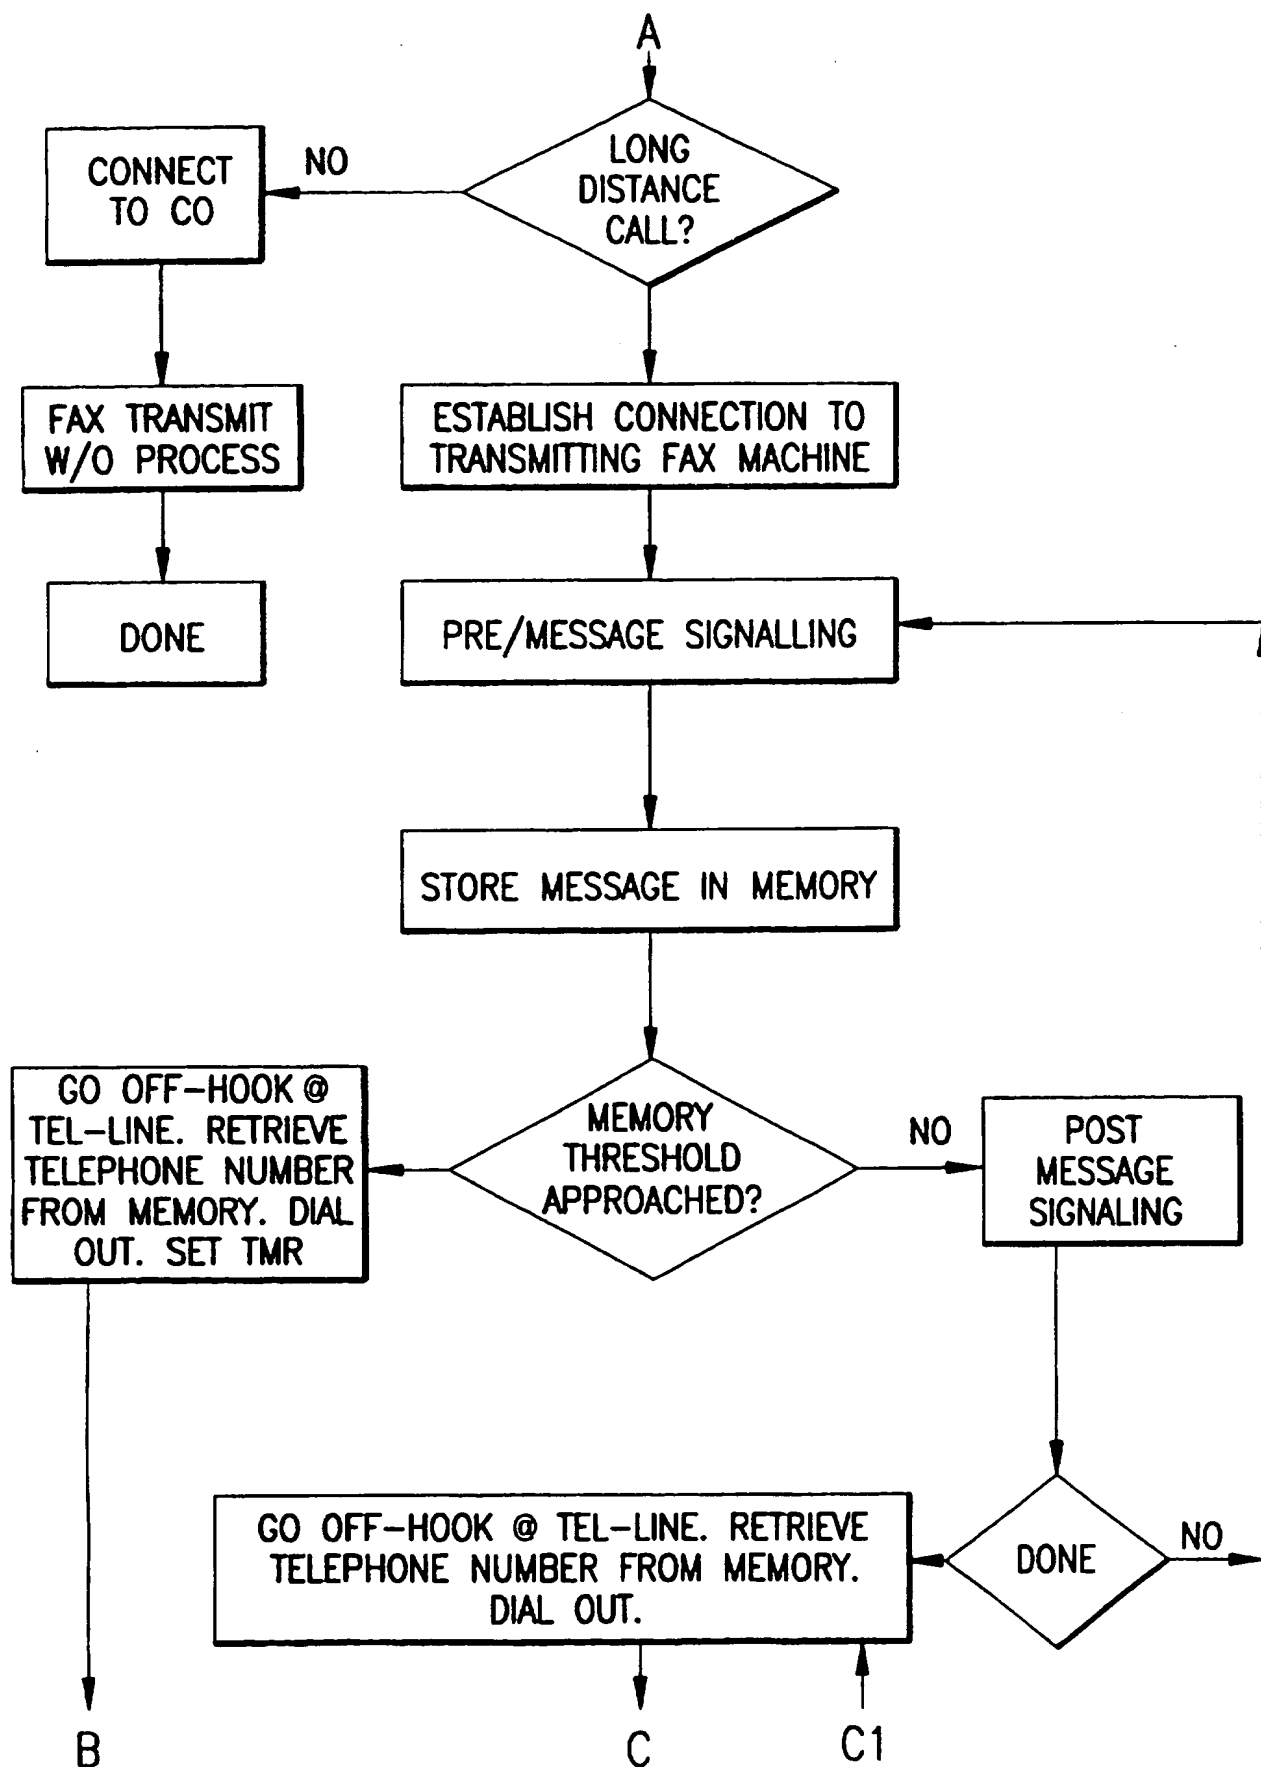 A
LONG
DISTANCE
CALL?
NO
CONNECT
TO CO
FAX TRANSMIT
W/O PROCESS
DONE
ESTABLISH CONNECTION TO
TRANSMITTING FAX MACHINE
PRE/MESSAGE SIGNALLING
STORE MESSAGE IN MEMORY
MEMORY
THRESHOLD
APPROACHED?
GO OFF-HOOK @
TEL-LINE. RETRIEVE
TELEPHONE NUMBER
FROM MEMORY. DIAL
OUT. SET TMR
NO
POST
MESSAGE
SIGNALING
DONE
NO
GO OFF-HOOK @ TEL-LINE. RETRIEVE
TELEPHONE NUMBER FROM MEMORY.
DIAL OUT.
B
C
C1